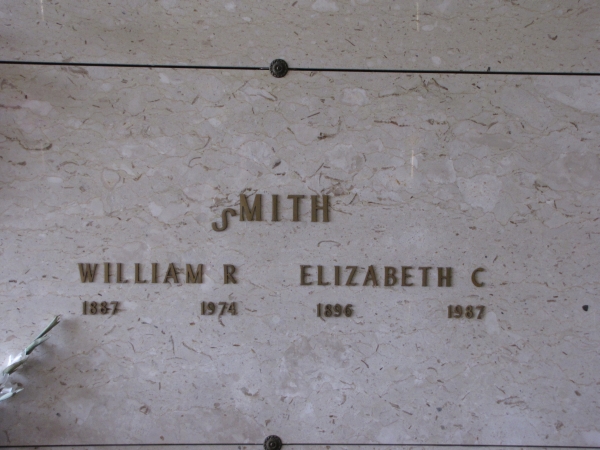 SMITH
WILLIAM R ELIZABETH C
1887 1974 1896 1987